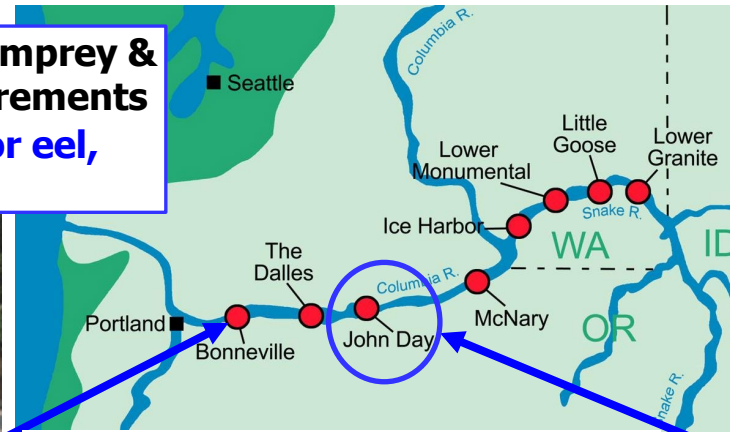 mprey &
rements
or eel,
Seattle
Columbia R.
Little
Goose
Lower
Granite
Lower
Monumental
Snake R.
Ice Harbor
WA
ID
The
Dalles
Columbia R.
McNary
OR
Portland
Bonneville
John Day
Snake R.